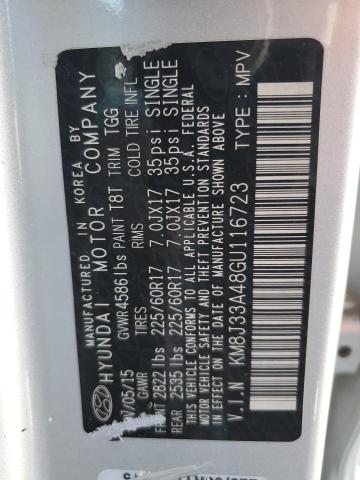 MANUFACTURED IN KOREA BY
HYUNDAI MOTOR COMPANY
/05/15 GVWR 4586 lbs PAINT T8T TRIM TGG
GAWR TIRES RIMS COLD TIRE INFL
FRONT 2822 lbs 225/60R17 7.0JX17 35psi SINGLE
REAR 2535 lbs 225/60R17 7.0JX17 35psi SINGLE
THIS VEHICLE CONFORMS TO ALL APPLICABLE U.S.A. FEDERAL
MOTOR VEHICLE SAFETY, BUMPER, AND THEFT PREVENTION
STANDARDS IN EFFECT ON THE DATE OF MANUFACTURE SHOWN ABOVE.
V.I.N : KM8J33A48GU116723 TYPE : MPV